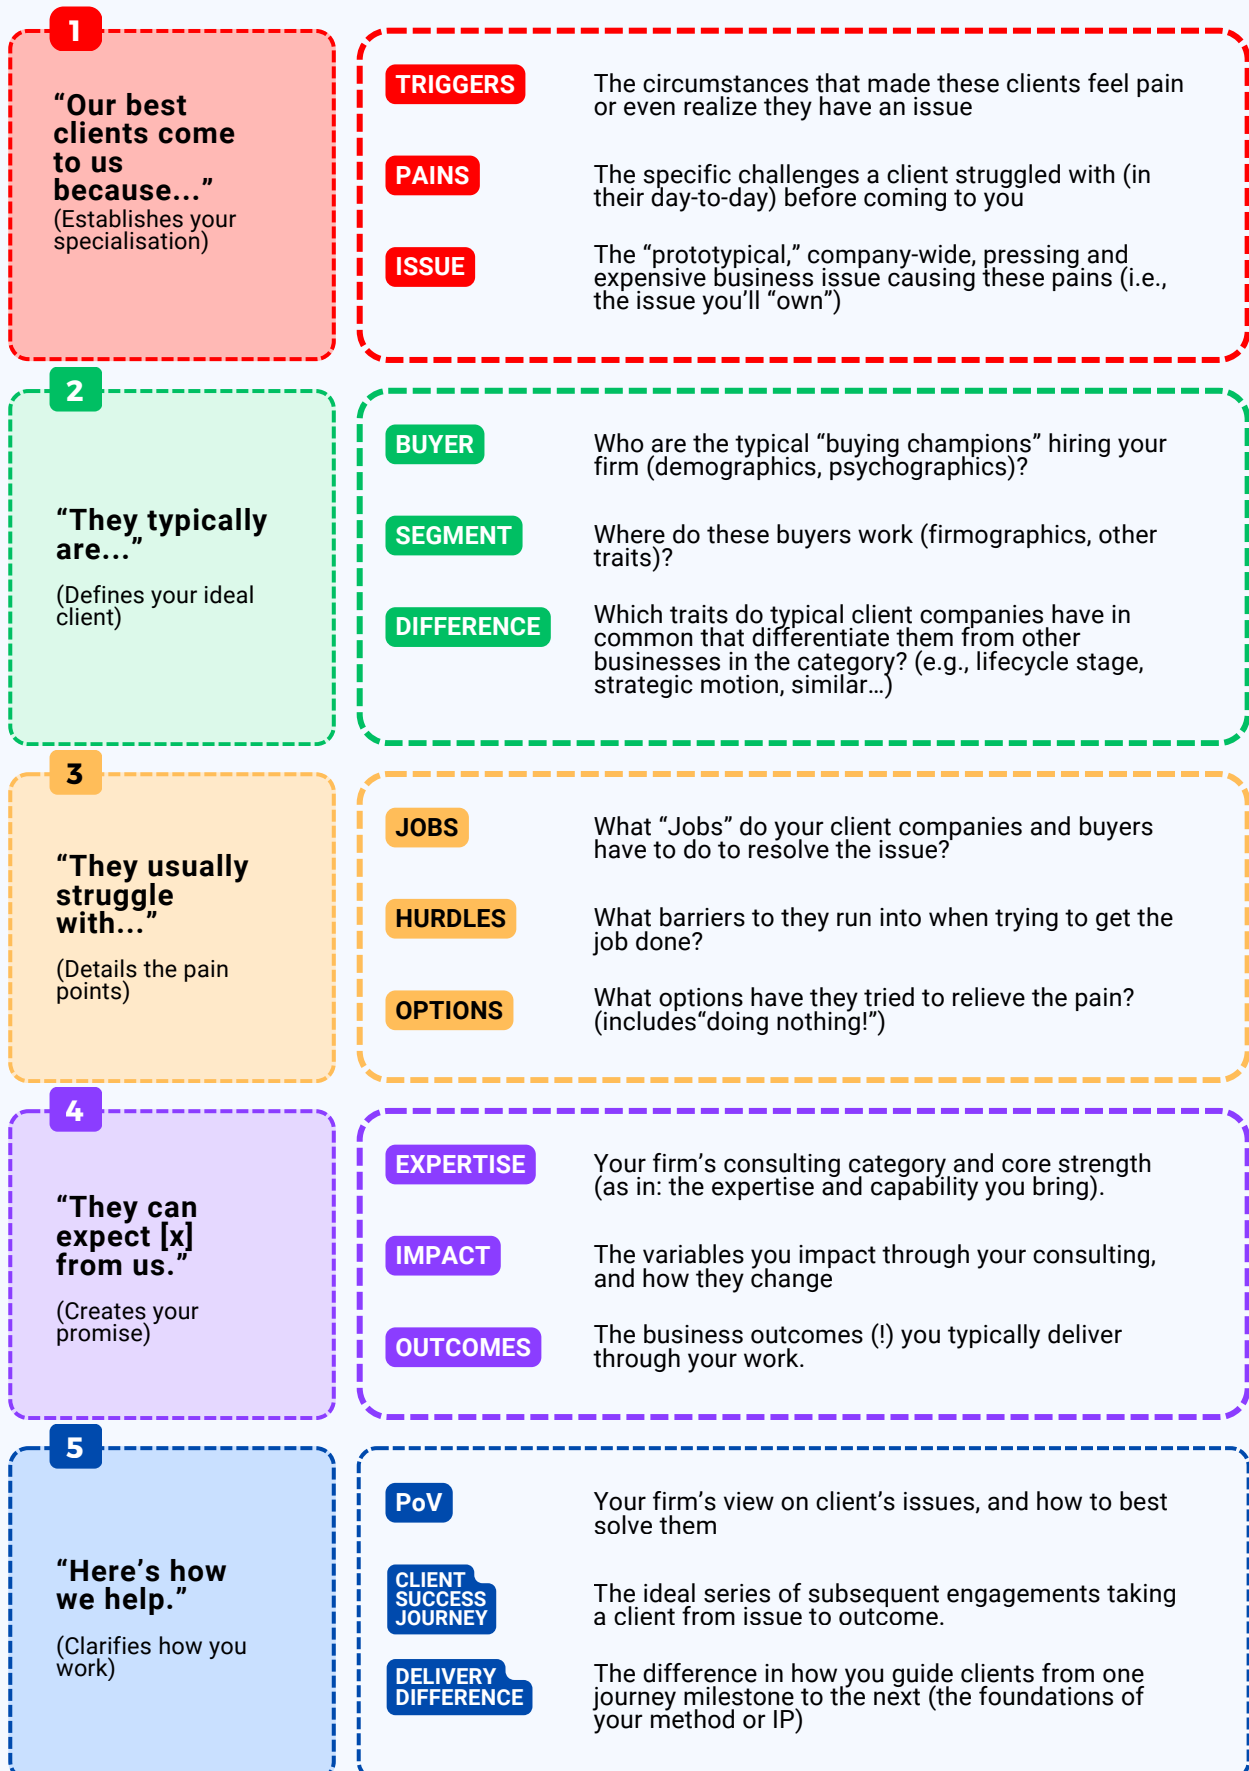 1
“Our best
clients come
to us
because...”
(Establishes your
specialisation)
TRIGGERS
The circumstances that made these clients feel pain
or even realize they have an issue
PAINS
The specific challenges a client struggled with (in
their day-to-day) before coming to you
ISSUE
The “prototypical,” company-wide, pressing and
expensive business issue causing these pains (i.e.,
the issue you’ll “own”)
2
“They typically
are...”
(Defines your ideal
client)
BUYER
Who are the typical “buying champions” hiring your
firm (demographics, psychographics)?
SEGMENT
Where do these buyers work (firmographics, other
traits)?
DIFFERENCE
Which traits do typical client companies have in
common that differentiate them from other
businesses in the category? (e.g., lifecycle stage,
strategic motion, similar…)
3
“They usually
struggle
with...”
(Details the pain
points)
JOBS
What “Jobs” do your client companies and buyers
have to do to resolve the issue?
HURDLES
What barriers to they run into when trying to get the
job done?
OPTIONS
What options have they tried to relieve the pain?
(includes“doing nothing!”)
4
“They can
expect [x]
from us.”
(Creates your
promise)
EXPERTISE
Your firm’s consulting category and core strength
(as in: the expertise and capability you bring).
IMPACT
The variables you impact through your consulting,
and how they change
OUTCOMES
The business outcomes (!) you typically deliver
through your work.
5
“Here’s how
we help.”
(Clarifies how you
work)
PoV
Your firm’s view on client’s issues, and how to best
solve them
CLIENT
SUCCESS
JOURNEY
The ideal series of subsequent engagements taking
a client from issue to outcome.
DELIVERY
DIFFERENCE
The difference in how you guide clients from one
journey milestone to the next (the foundations of
your method or IP)